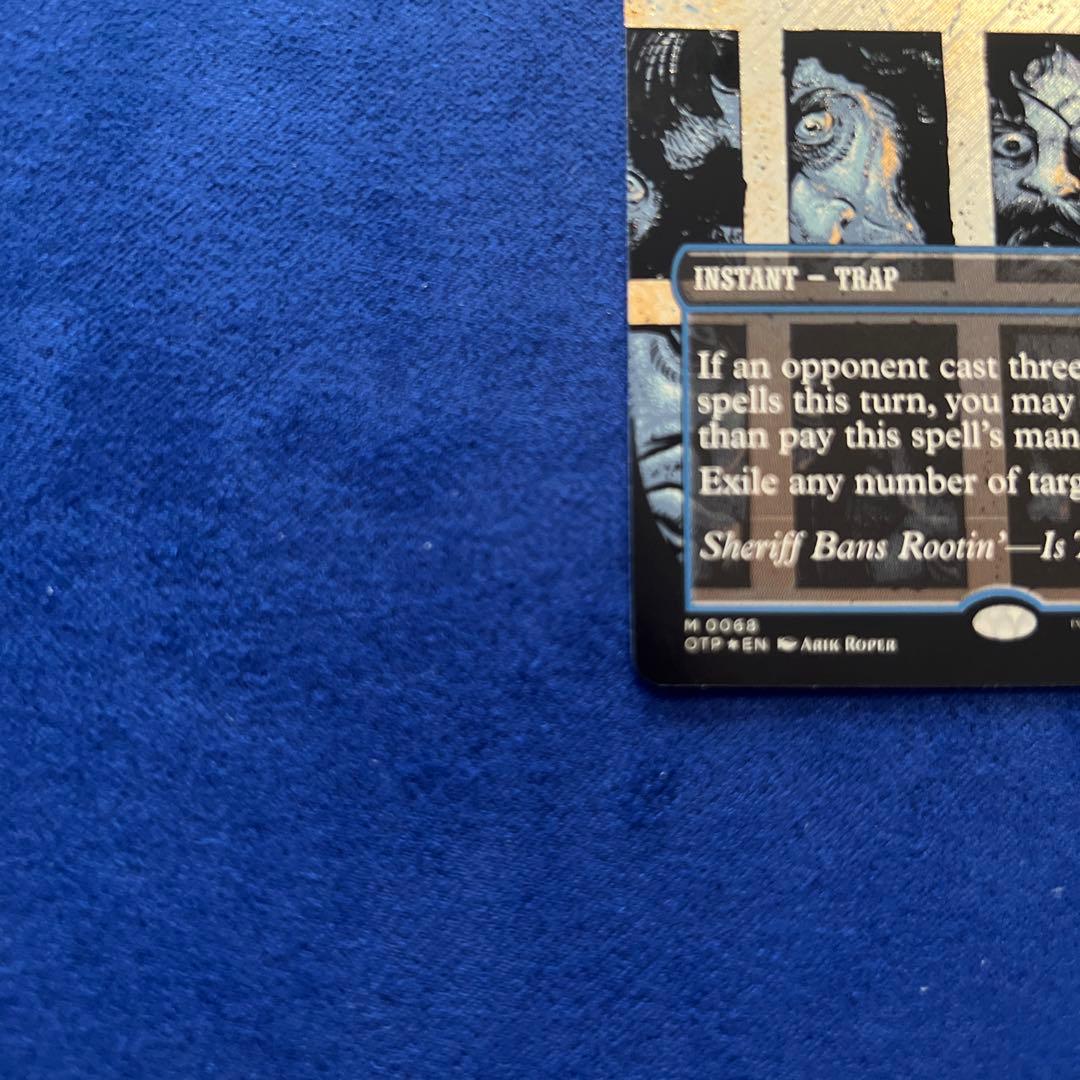 INSTANT – TRAP
If an opponent cast three
spells this turn, you may
than pay this spell's man
Exile any number of targ
Sheriff Bans Rootin'—Is
M 0068
OTP ★ EN Arik Roper